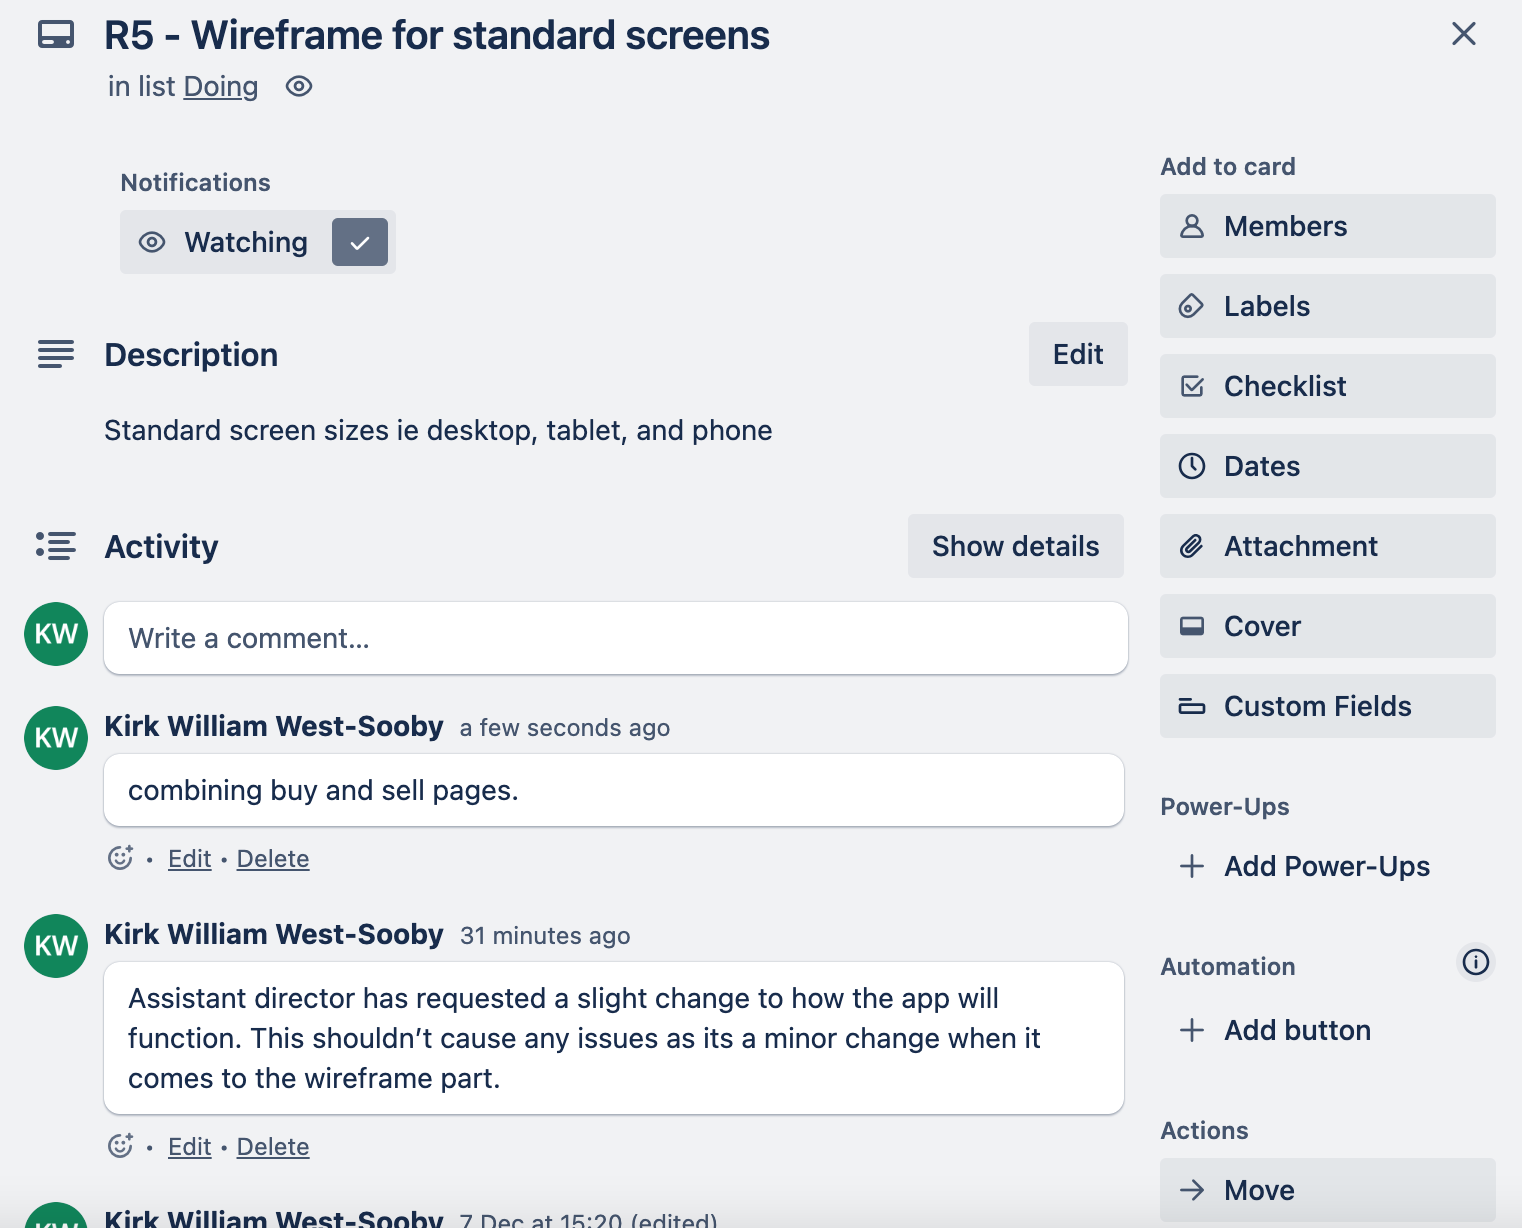 R5 - Wireframe for standard screens
in list Doing
Notifications
Watching
Description
Edit
Standard screen sizes ie desktop, tablet, and phone
Activity
Show details
KW
Write a comment...
KW
Kirk William West-Sooby a few seconds ago
combining buy and sell pages.
• Edit • Delete
KW
Kirk William West-Sooby 31 minutes ago
Assistant director has requested a slight change to how the app will
function. This shouldn't cause any issues as its a minor change when it
comes to the wireframe part.
• Edit • Delete
KW
Kirk William West-Sooby 7 Dec at 15:20 (edited)
Add to card
Members
Labels
Checklist
Dates
Attachment
Cover
Custom Fields
Power-Ups
Add Power-Ups
Automation
Add button
Actions
Move